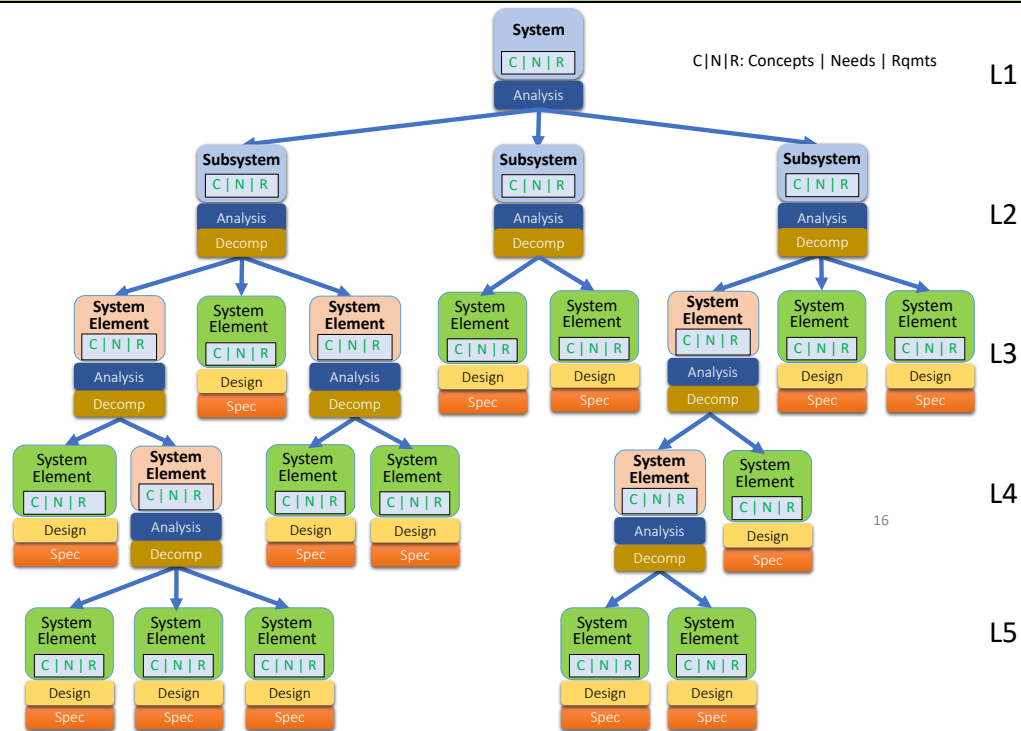 System
C | N | R
Analysis
C|N|R: Concepts | Needs | Rqmts
L1
Subsystem
C | N | R
Analysis
Decomp
Subsystem
C | N | R
Analysis
Decomp
Subsystem
C | N | R
Analysis
Decomp
L2
System
Element
C | N | R
Analysis
Decomp
System
Element
C | N | R
Design
Spec
System
Element
C | N | R
Analysis
Decomp
System
Element
C | N | R
Design
Spec
System
Element
C | N | R
Design
Spec
System
Element
C | N | R
Analysis
Decomp
System
Element
C | N | R
Design
Spec
System
Element
C | N | R
Design
Spec
L3
System
Element
C | N | R
Design
Spec
System
Element
C | N | R
Analysis
Decomp
System
Element
C | N | R
Design
Spec
System
Element
C | N | R
Design
Spec
System
Element
C | N | R
Analysis
Decomp
System
Element
C | N | R
Design
Spec
16
L4
System
Element
C | N | R
Design
Spec
System
Element
C | N | R
Design
Spec
System
Element
C | N | R
Design
Spec
System
Element
C | N | R
Design
Spec
System
Element
C | N | R
Design
Spec
L5